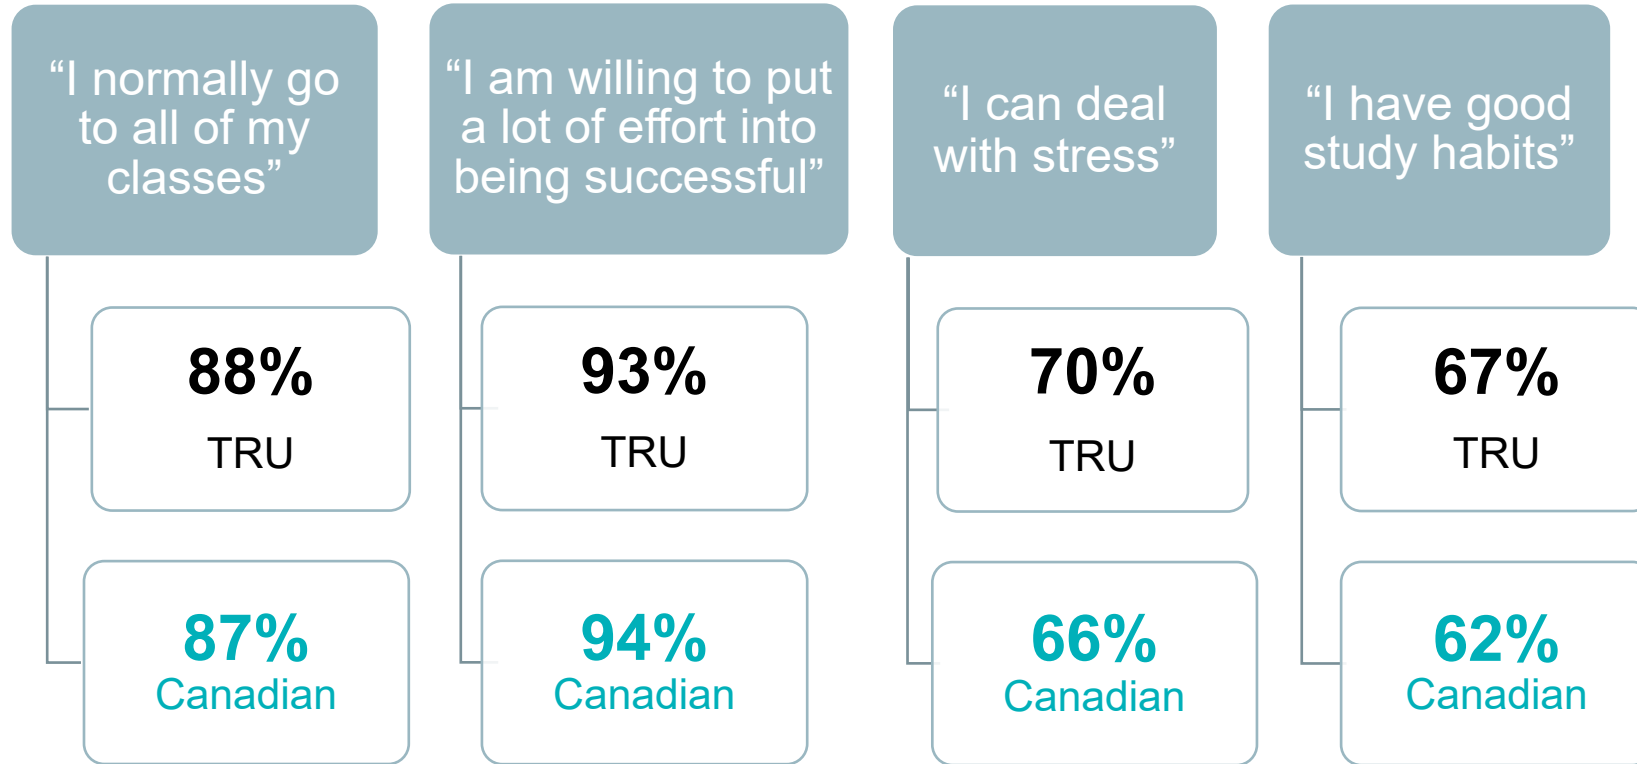 “I normally go
to all of my
classes”
88%
TRU
87%
Canadian
“I am willing to put
a lot of effort into
being successful”
93%
TRU
94%
Canadian
“I can deal
with stress”
70%
TRU
66%
Canadian
“I have good
study habits”
67%
TRU
62%
Canadian